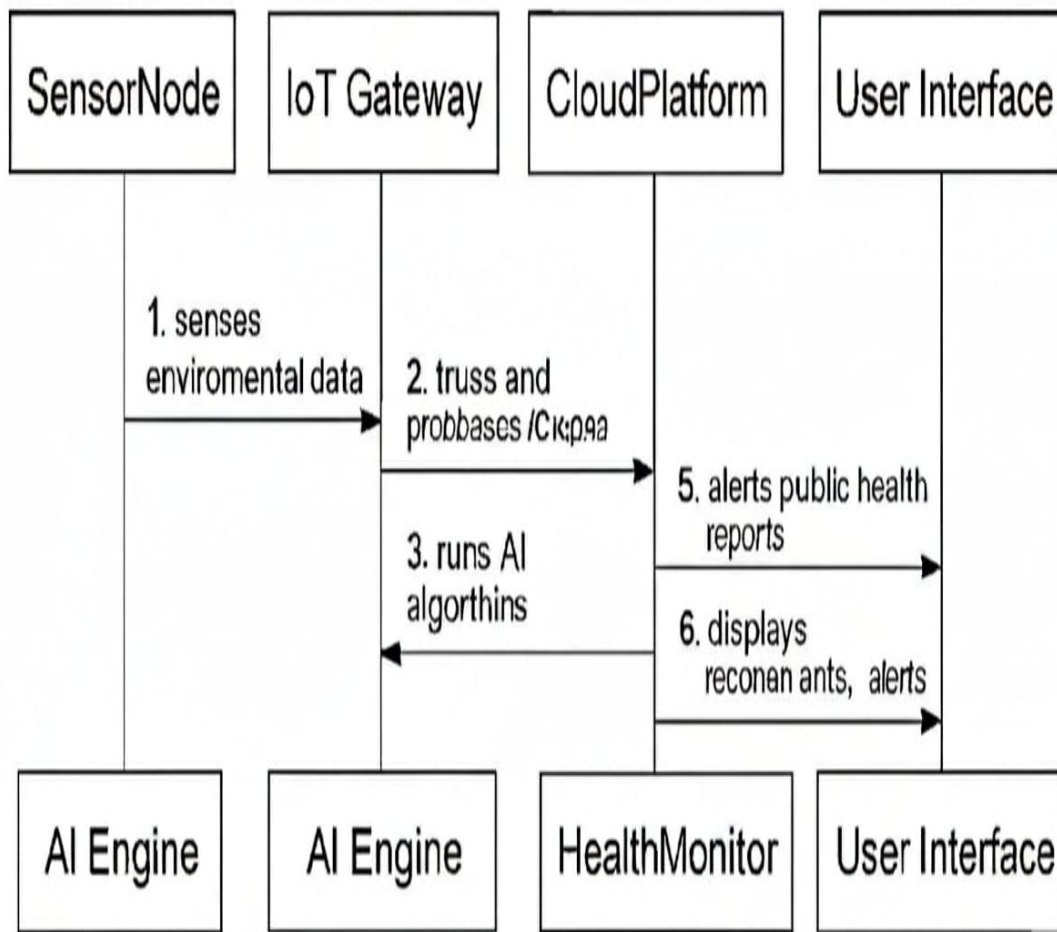 SensorNode
IoT Gateway
CloudPlatform
User Interface
1. senses
enviromental data
2. truss and
probbases
3. runs AI
algorthins
5. alerts public health
reports
6. displays
reconen ants, alerts
AI Engine
AI Engine
HealthMonitor
User Interface